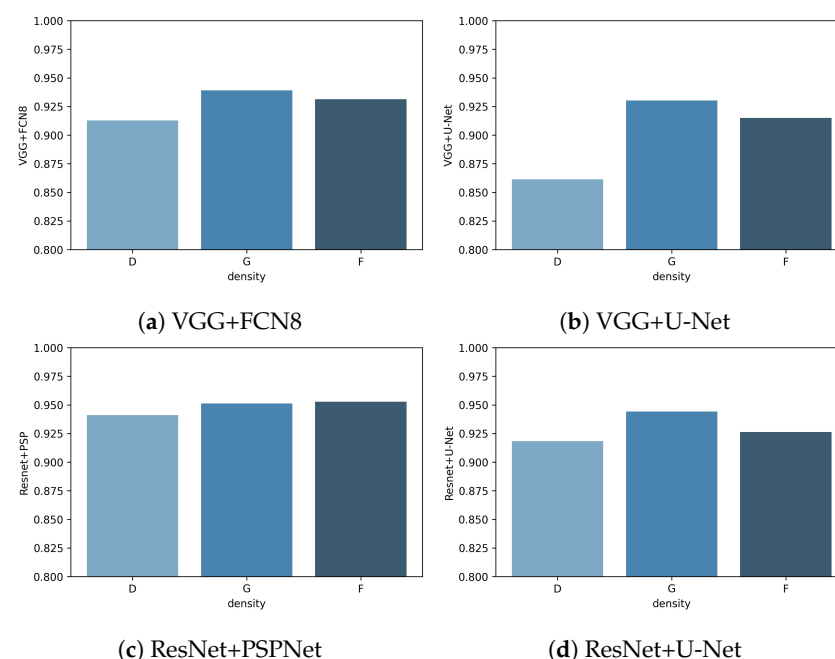 1.000
0.975
0.950
0.925
0.900
0.875
0.850
0.825
0.800
VGG+FCN8
D G F
density
(a) VGG+FCN8
1.000
0.975
0.950
0.925
0.900
0.875
0.850
0.825
0.800
VGG+U-Net
D G F
density
(b) VGG+U-Net
1.000
0.975
0.950
0.925
0.900
0.875
0.850
0.825
0.800
Resnet+PSP
D G F
density
(c) ResNet+PSPNet
1.000
0.975
0.950
0.925
0.900
0.875
0.850
0.825
0.800
Resnet+U-Net
D G F
density
(d) ResNet+U-Net